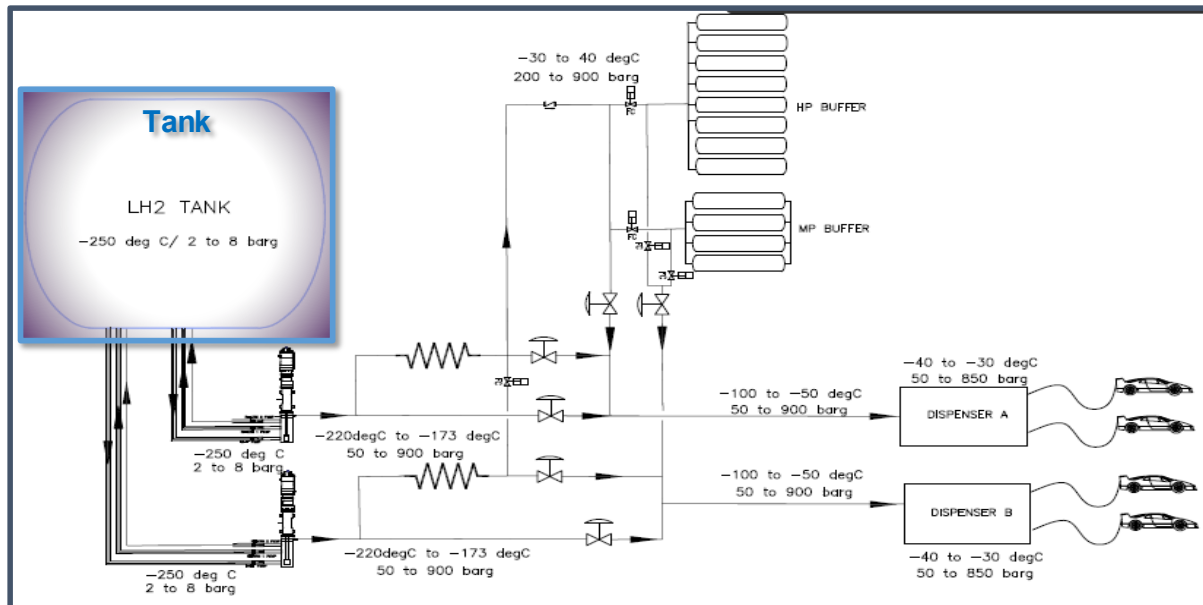 -30 to 40 degC
200 to 900 barg
HP BUFFER
Tank
LH2 TANK
-250 deg C/ 2 to 8 barg
FC
MP BUFFER
FC
-40 to -30 degC
50 to 850 barg
-100 to -50degC
50 to 900 barg
DISPENSER A
-220degC to -173 degC
50 to 900 barg
-250 deg C
2 to 8 barg
-100 to -50degC
50 to 900 barg
DISPENSER B
-220degC to -173 degC
50 to 900 barg
-40 to -30 degC
50 to 850 barg
-250 deg C
2 to 8 barg